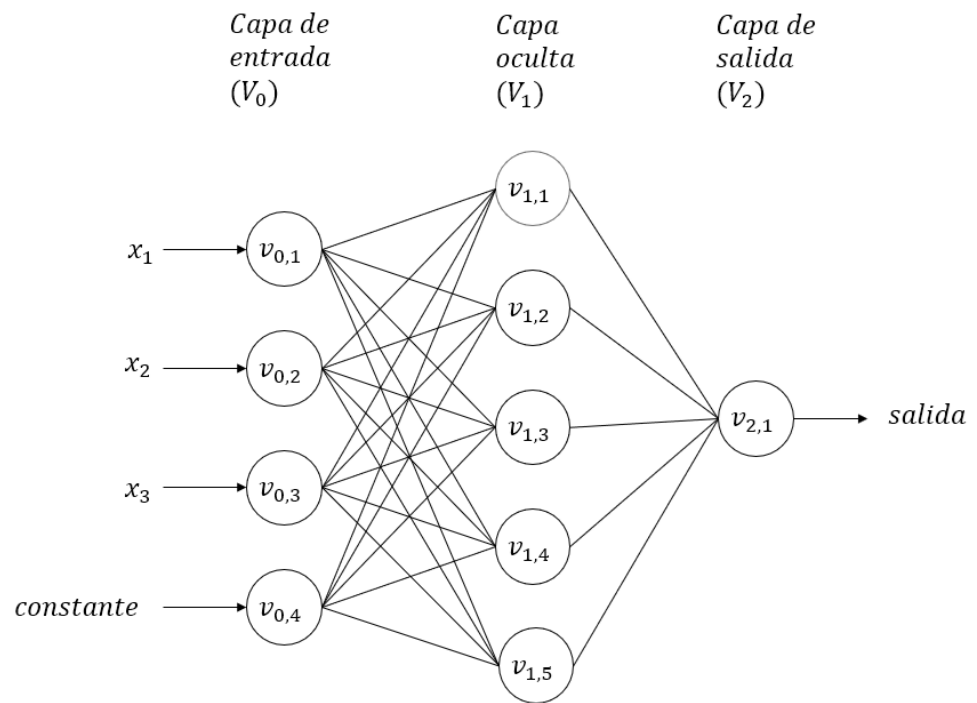 Capa de
entrada
(V₀)
Capa
oculta
(V₁)
Capa de
salida
(V₂)
x₁
v₀,₁
x₂
v₀,₂
x₃
v₀,₃
constante
v₀,₄
v₁,₁
v₁,₂
v₁,₃
v₁,₄
v₁,₅
v₂,₁
salida